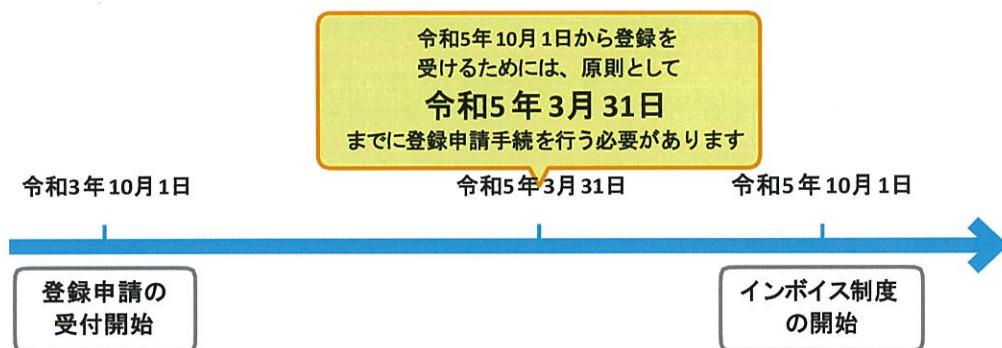 令和5年10月1日から登録を
受けるためには、原則として
令和5年3月31日
までに登録申請手続を行う必要があります
令和3年10月1日
令和5年3月31日
令和5年10月1日
登録申請の
受付開始
インボイス制度
の開始